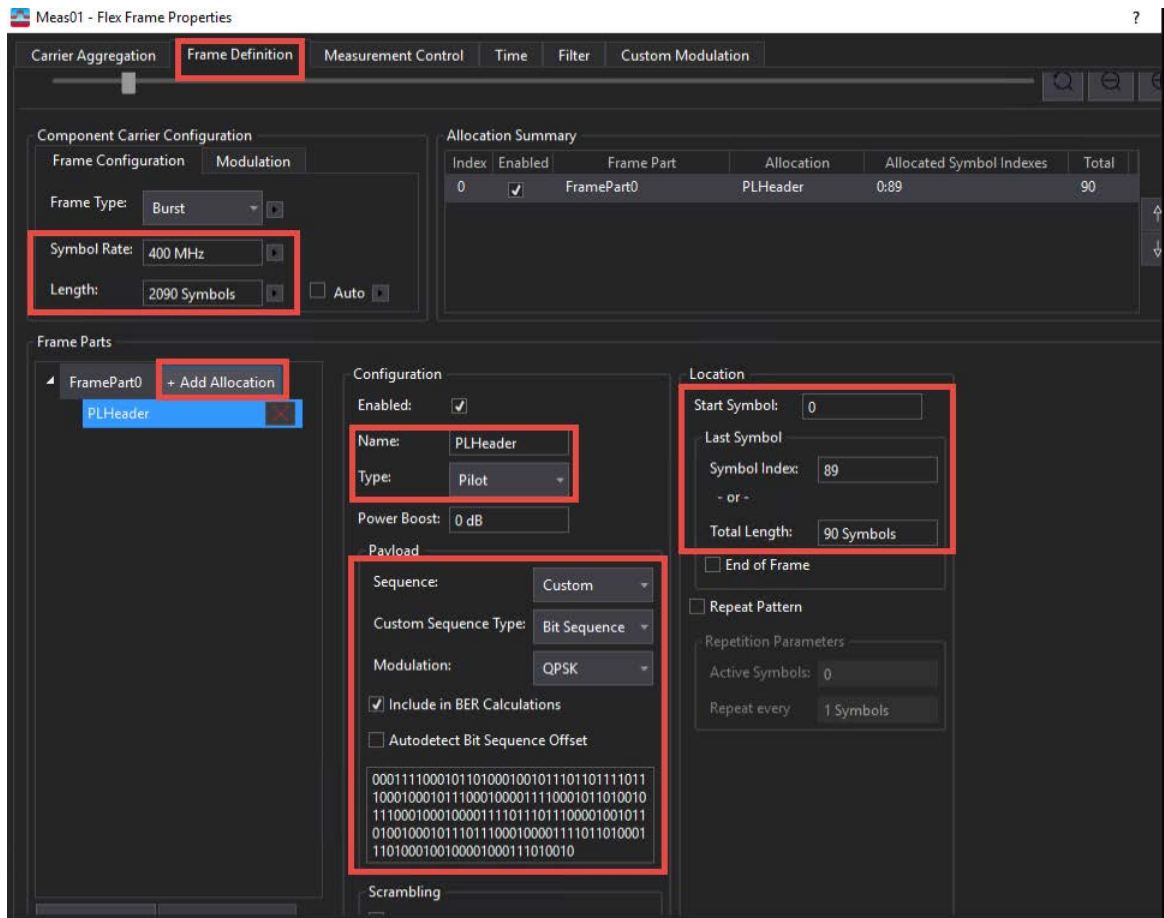 Meas01 - Flex Frame Properties ?
Carrier Aggregation Frame Definition Measurement Control Time Filter Custom Modulation
Component Carrier Configuration
Frame Configuration Modulation
Frame Type: Burst
Symbol Rate: 400 MHz
Length: 2090 Symbols Auto
Allocation Summary
Index Enabled Frame Part Allocation Allocated Symbol Indexes Total
0 FramePart0 PLHeader 0:89 90
Frame Parts
FramePart0 + Add Allocation
PLHeader
Configuration
Enabled:
Name: PLHeader
Type: Pilot
Power Boost: 0 dB
Payload
Sequence: Custom
Custom Sequence Type: Bit Sequence
Modulation: QPSK
Include in BER Calculations
Autodetect Bit Sequence Offset
00011110001011010001001011101101111011
10001000101110001000011110001011010010
111000100010000111101110111000010010 11
01001000101110111000100001111011010001
1101000100100001000111010010
Scrambling
Location
Start Symbol: 0
Last Symbol
Symbol Index: 89
- or -
Total Length: 90 Symbols
End of Frame
Repeat Pattern
Repetition Parameters
Active Symbols: 0
Repeat every 1 Symbols